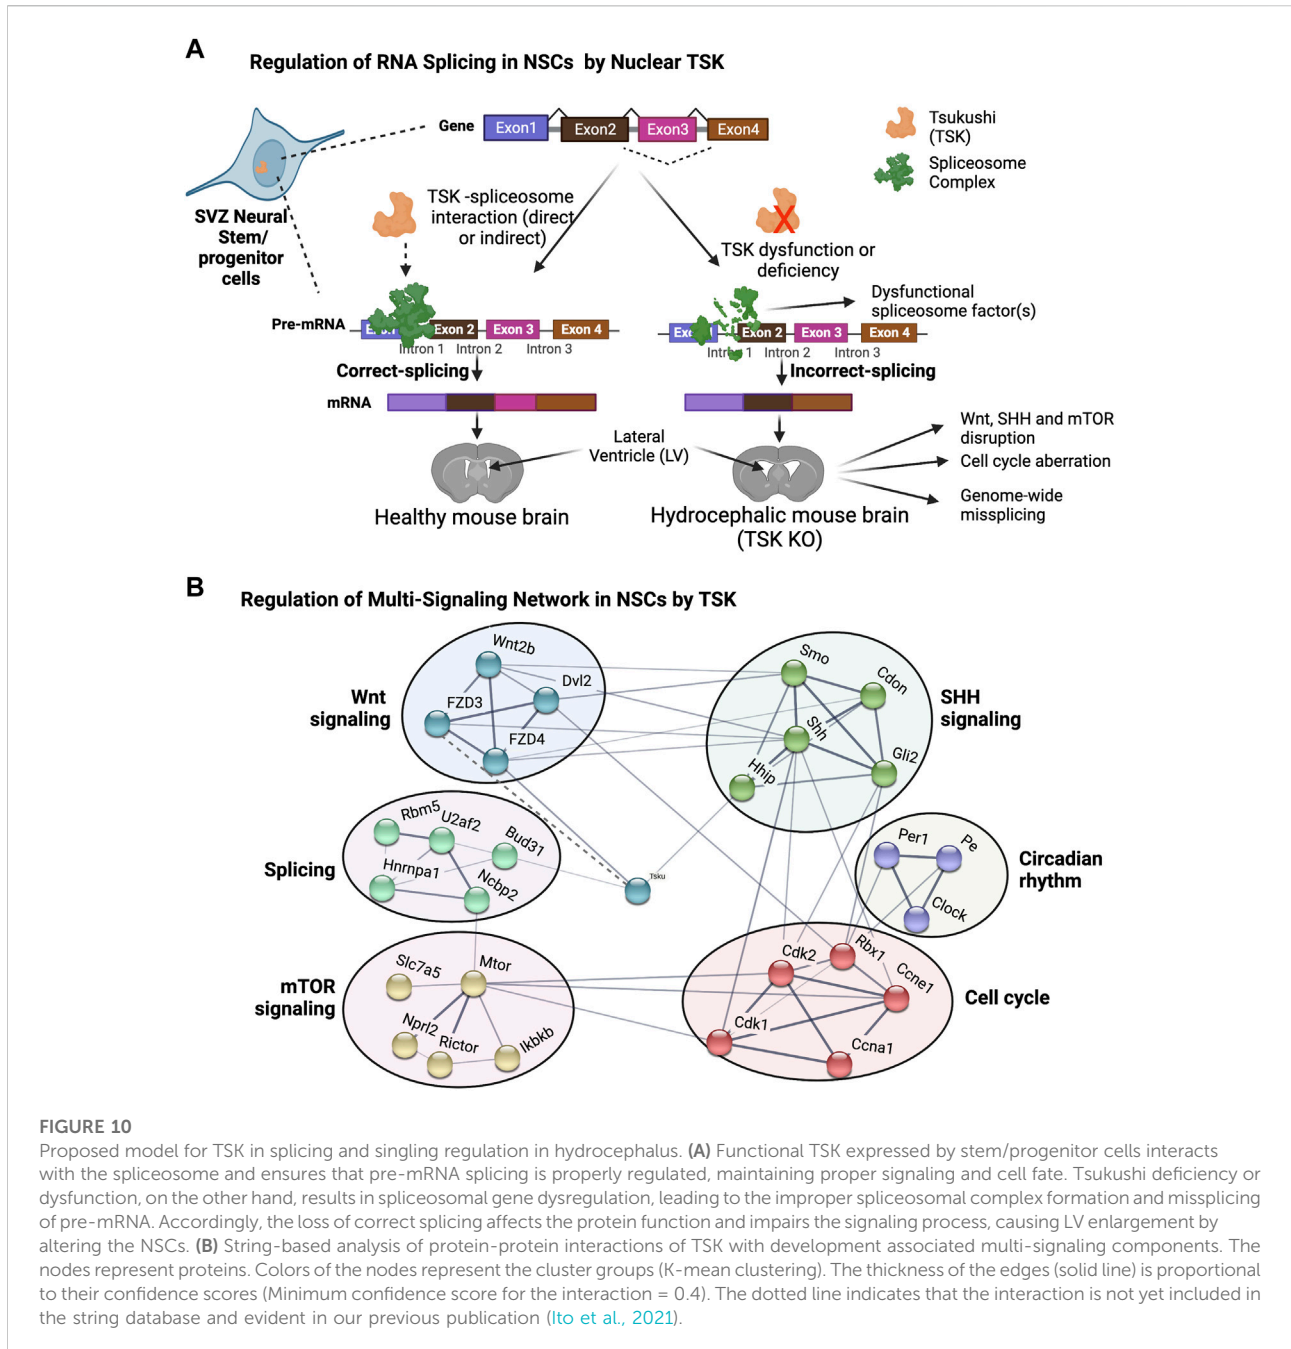 A
Regulation of RNA Splicing in NSCs by Nuclear TSK
Gene
Exon1
Exon2
Exon3
Exon4
Tsukushi
(TSK)
Spliceosome
Complex
SVZ Neural
Stem/
progenitor
cells
TSK -spliceosome
interaction (direct
or indirect)
X
TSK dysfunction or
deficiency
Dysfunctional
spliceosome factor(s)
Pre-mRNA
Exon 2
Exon 3
Exon 4
Intron 1
Intron 2
Intron 3
Exon 2
Exon 3
Exon 4
Intron 1
Intron 2
Intron 3
Correct-splicing
Incorrect-splicing
mRNA
Lateral
Ventricle (LV)
Wnt, SHH and mTOR
disruption
Cell cycle aberration
Genome-wide
missplicing
Healthy mouse brain
Hydrocephalic mouse brain
(TSK KO)
B
Regulation of Multi-Signaling Network in NSCs by TSK
Wnt
signaling
Wnt2b
Dvl2
FZD3
FZD4
SHH
signaling
Smo
Cdon
Shh
Gli2
Hhip
Splicing
Rbm5
U2af2
Bud31
Hnrnpa1
Ncbp2
Tsku
Circadian
rhythm
Per1
Pe
Clock
mTOR
signaling
Slc7a5
Mtor
Nprl2
Rictor
Ikbkb
Cell cycle
Cdk2
Rbx1
Ccne1
Cdk1
Ccna1
FIGURE 10
Proposed model for TSK in splicing and singling regulation in hydrocephalus. (A) Functional TSK expressed by stem/progenitor cells interacts
with the spliceosome and ensures that pre-mRNA splicing is properly regulated, maintaining proper signaling and cell fate. Tsukushi deficiency or
dysfunction, on the other hand, results in spliceosomal gene dysregulation, leading to the improper spliceosomal complex formation and missplicing
of pre-mRNA. Accordingly, the loss of correct splicing affects the protein function and impairs the signaling process, causing LV enlargement by
altering the NSCs. (B) String-based analysis of protein-protein interactions of TSK with development associated multi-signaling components. The
nodes represent proteins. Colors of the nodes represent the cluster groups (K-mean clustering). The thickness of the edges (solid line) is proportional
to their confidence scores (Minimum confidence score for the interaction = 0.4). The dotted line indicates that the interaction is not yet included in
the string database and evident in our previous publication (Ito et al., 2021).